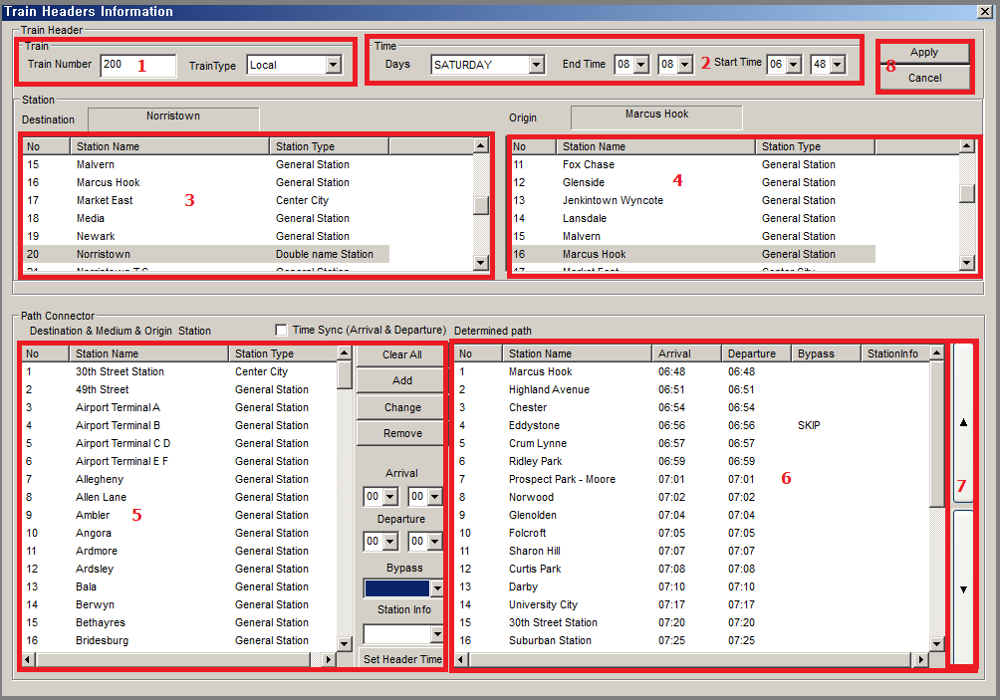 Train Headers Information
Train Header
Train
Train Number 200 1 TrainType Local
Time
Days SATURDAY End Time 08 08 2 Start Time 06 48
Apply
8
Cancel
Station
Destination Norristown
Origin Marcus Hook
No Station Name Station Type
15 Malvern General Station
16 Marcus Hook General Station
17 Market East Center City
3
18 Media General Station
19 Newark General Station
20 Norristown Double name Station
21 Norristown T.C General Station
No Station Name Station Type
11 Fox Chase General Station
12 Glenside General Station
4
13 Jenkintown Wyncote General Station
14 Lansdale General Station
15 Malvern General Station
16 Marcus Hook General Station
17 Market East Center City
Path Connector
Destination & Medium & Origin Station
Time Sync (Arrival & Departure)
Determined path
No Station Name Station Type
1 30th Street Station Center City
2 49th Street General Station
3 Airport Terminal A General Station
4 Airport Terminal B General Station
5 Airport Terminal C D General Station
6 Airport Terminal E F General Station
7 Allegheny General Station
8 Allen Lane General Station
9 Ambler 5 General Station
10 Angora General Station
11 Ardmore General Station
12 Ardsley General Station
13 Bala General Station
14 Berwyn General Station
15 Bethayres General Station
16 Bridesburg General Station
Clear All
Add
Change
Remove
Arrival
00 00
Departure
00 00
Bypass
Station Info
Set Header Time
No Station Name Arrival Departure Bypass StationInfo
1 Marcus Hook 06:48 06:48
2 Highland Avenue 06:51 06:51
3 Chester 06:54 06:54
4 Eddystone 06:56 06:56 SKIP
5 Crum Lynne 06:57 06:57
6 Ridley Park 06:59 06:59
7 Prospect Park - Moore 07:01 07:01 6
8 Norwood 07:02 07:02
9 Glenolden 07:04 07:04
10 Folcroft 07:05 07:05
11 Sharon Hill 07:07 07:07
12 Curtis Park 07:08 07:08
13 Darby 07:10 07:10
14 University City 07:17 07:17
15 30th Street Station 07:20 07:20
16 Suburban Station 07:25 07:25
7